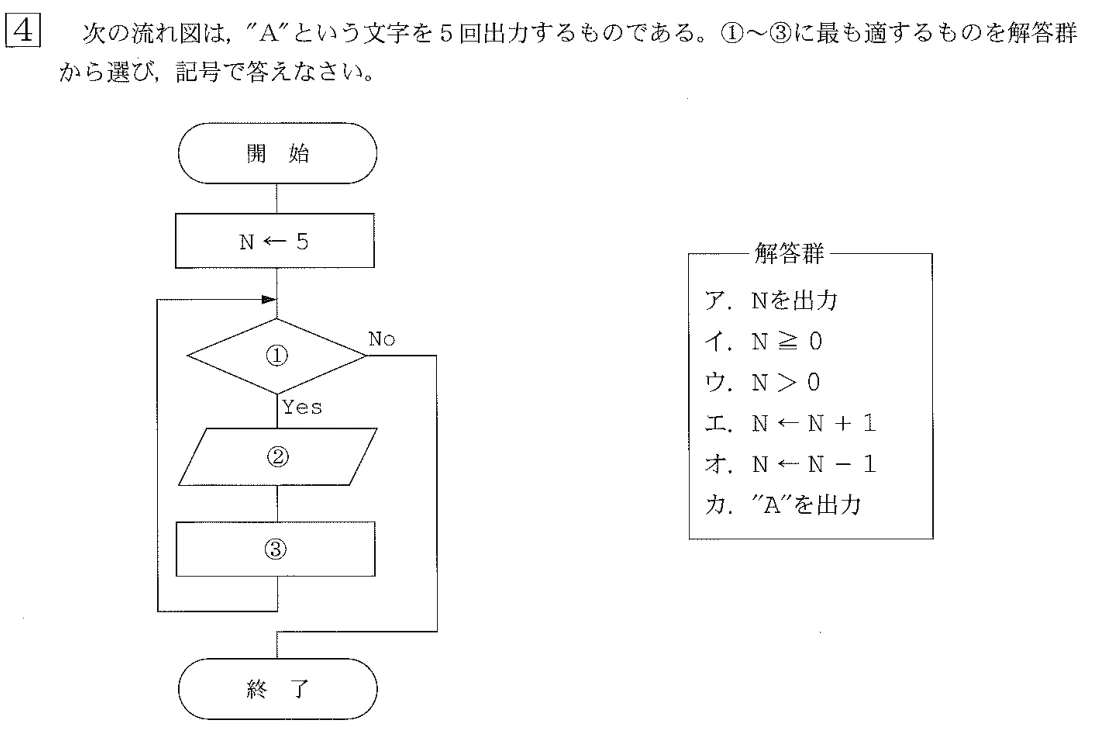 4 次の流れ図は，″A″という文字を5回出力するものである。①～③に最も適するものを解答群
から選び，記号で答えなさい。
開 始
N ← 5
①
No
Yes
②
③
終 了
解答群
ア．Nを出力
イ．N ≧ 0
ウ．N > 0
エ．N ← N + 1
オ．N ← N − 1
カ．″A″を出力